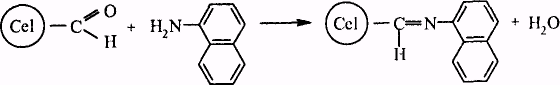 Cel C O H + H₂N Cel C=N H + H₂O